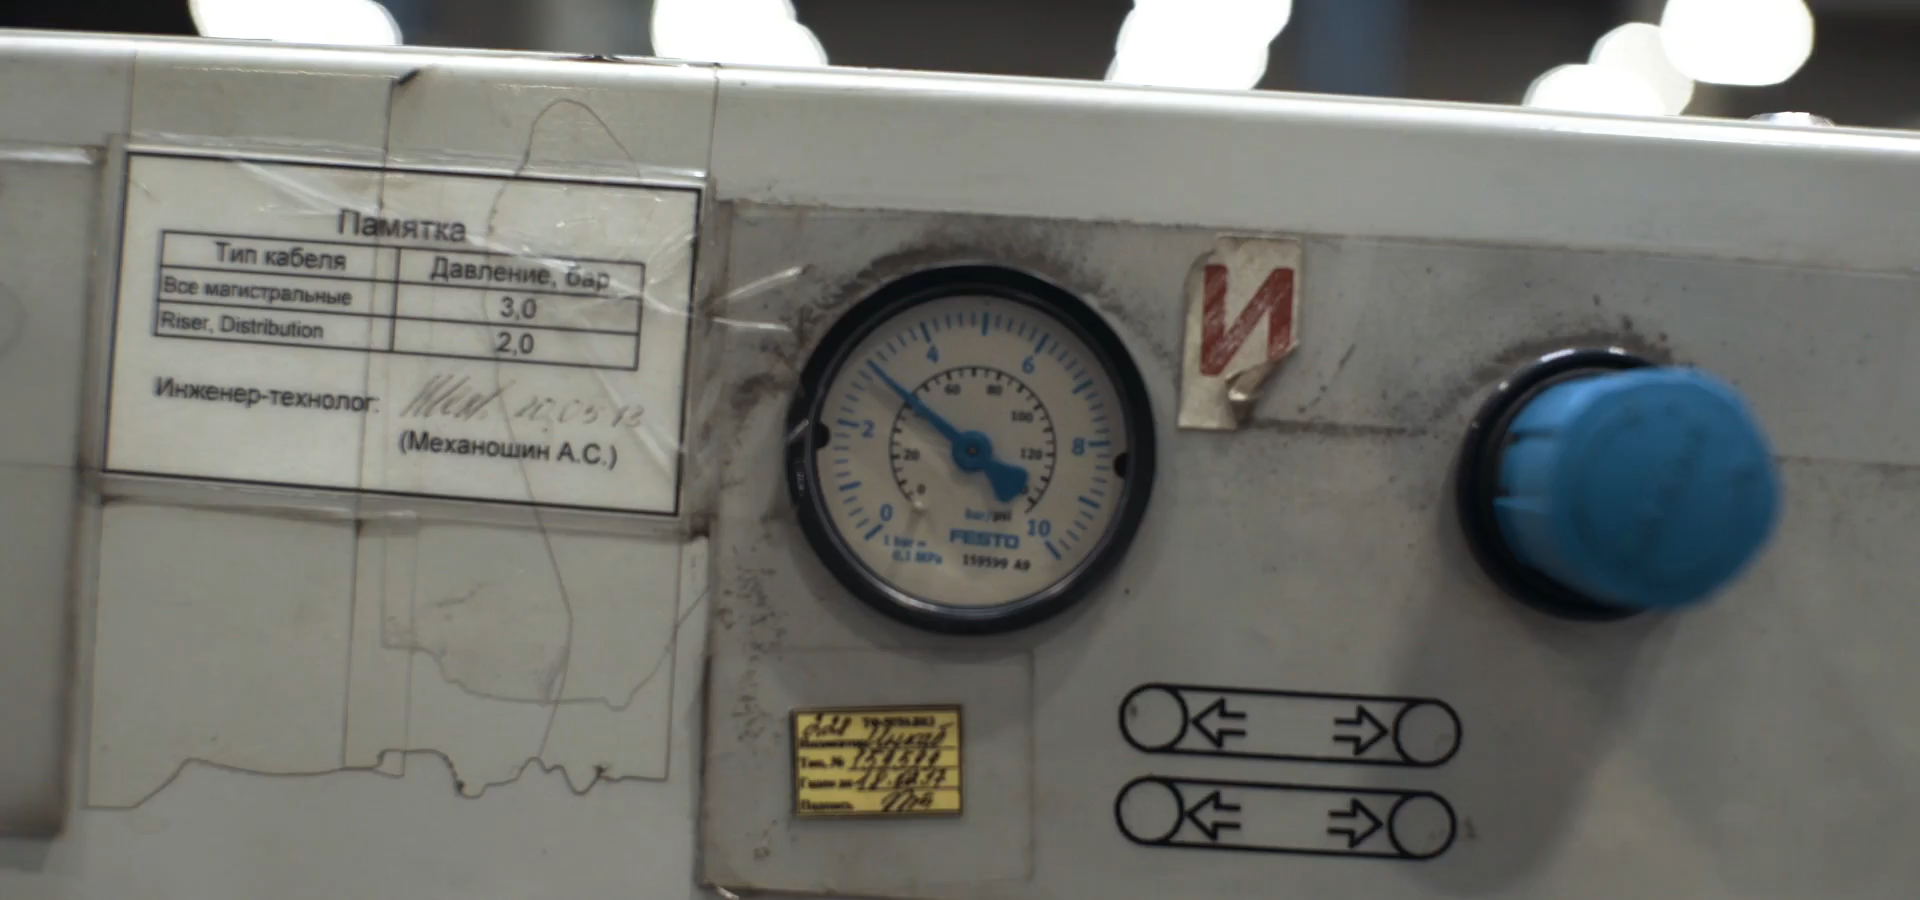 Памятка
Тип кабеля Давление, бар
Все магистральные 3,0
Riser, Distribution 2,0
Инженер-технолог:
(Механошин А.С.)
И
0 2 4 6 8 10
0 20 60 80 100 120
bar/psi
1 bar =
0,1 MPa
FESTO
159599 A9